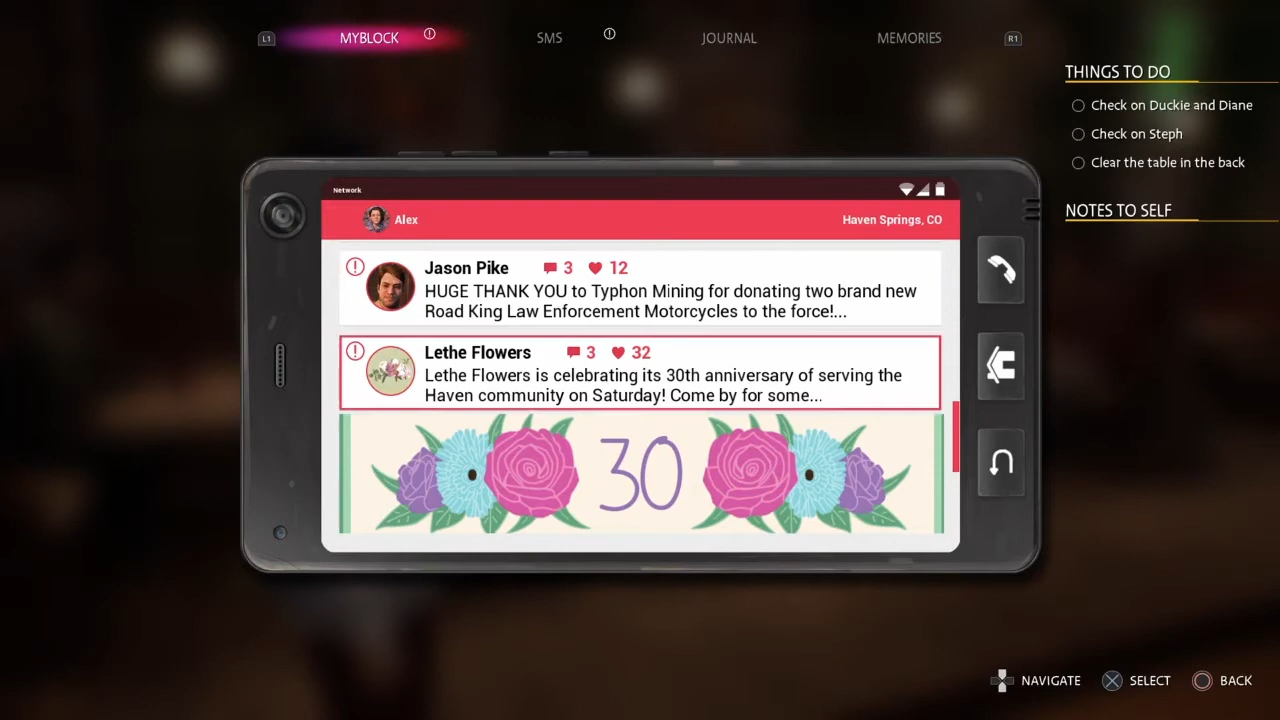 L1
MYBLOCK
SMS
JOURNAL
MEMORIES
R1
THINGS TO DO
Check on Duckie and Diane
Check on Steph
Clear the table in the back
NOTES TO SELF
Network
Alex
Haven Springs, CO
Jason Pike 3 12
HUGE THANK YOU to Typhon Mining for donating two brand new
Road King Law Enforcement Motorcycles to the force!...
Lethe Flowers 3 32
Lethe Flowers is celebrating its 30th anniversary of serving the
Haven community on Saturday! Come by for some...
30
NAVIGATE
SELECT
BACK